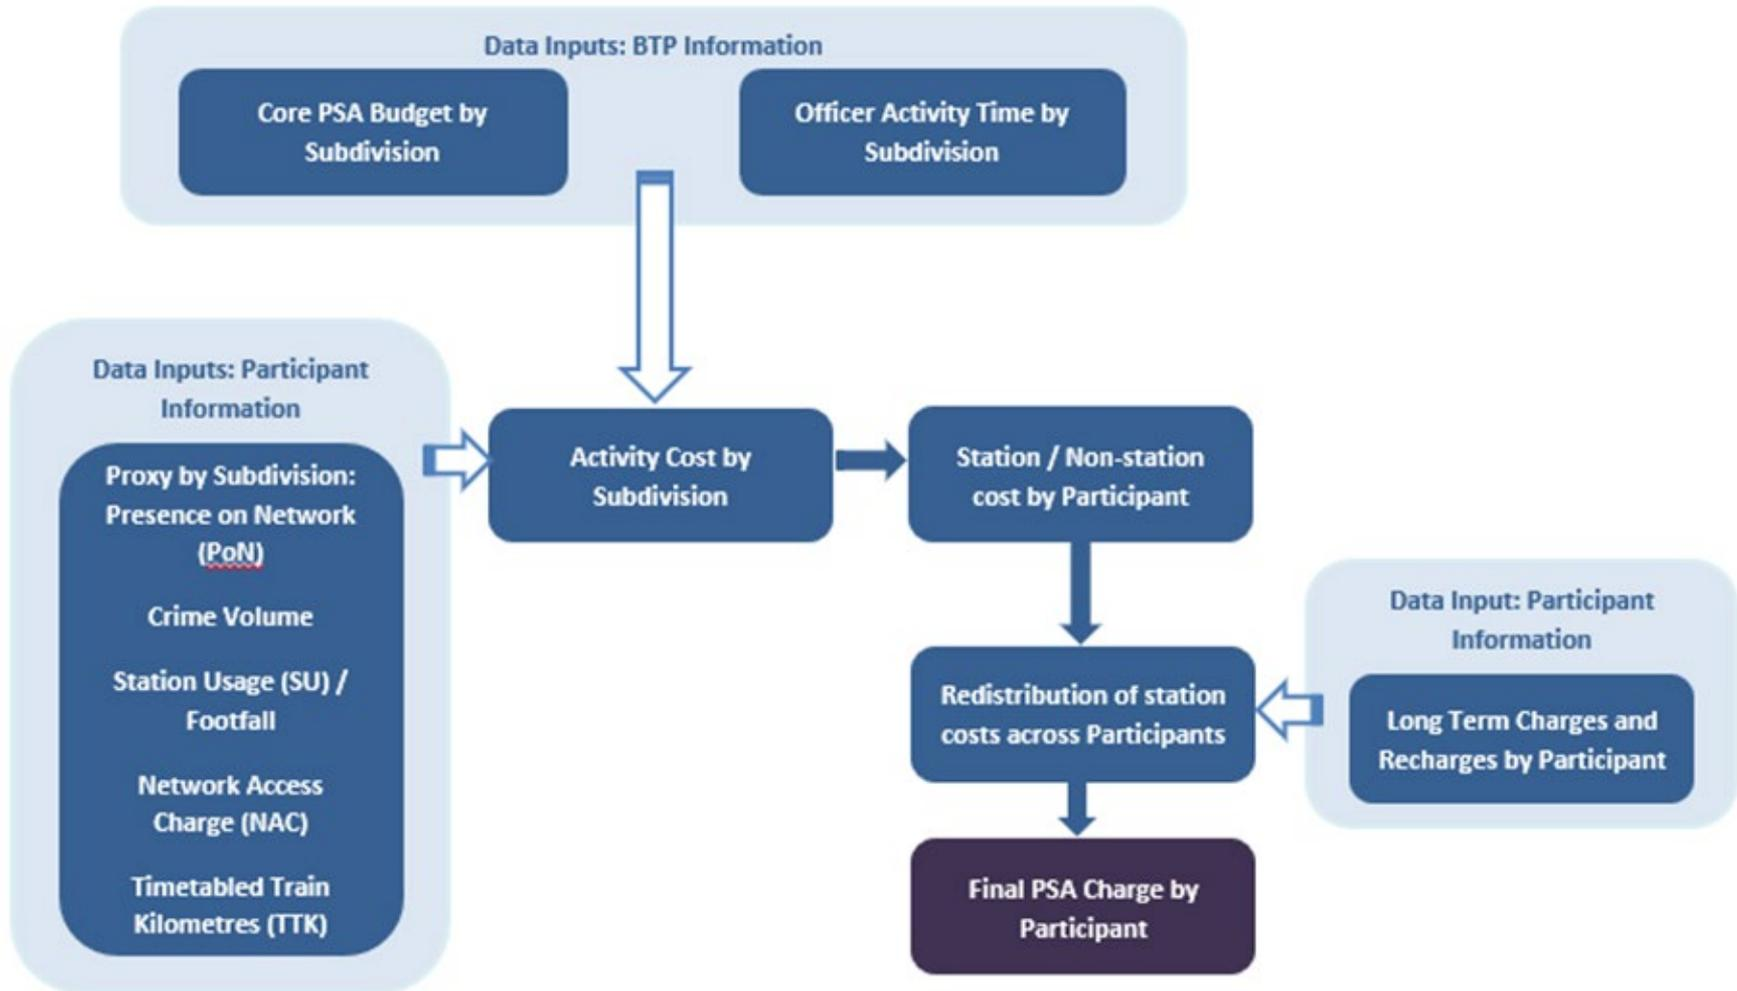 Data Inputs: BTP Information
Core PSA Budget by
Subdivision
Officer Activity Time by
Subdivision
Data Inputs: Participant
Information
Proxy by Subdivision:
Presence on Network
(PoN)
Crime Volume
Station Usage (SU) /
Footfall
Network Access
Charge (NAC)
Timetabled Train
Kilometres (TTK)
Activity Cost by
Subdivision
Station / Non-station
cost by Participant
Redistribution of station
costs across Participants
Data Input: Participant
Information
Long Term Charges and
Recharges by Participant
Final PSA Charge by
Participant